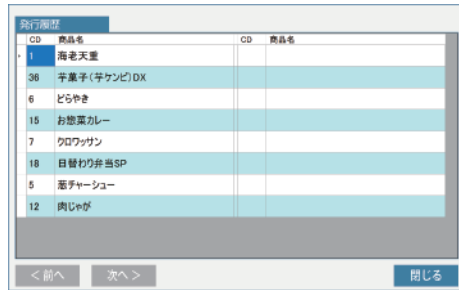 発行履歴
CD 商品名 CD 商品名
1 海老天重
36 芋菓子(芋ケンピ)DX
6 どらやき
15 お惣菜カレー
7 クロワッサン
18 日替わり弁当SP
5 葱チャーシュー
12 肉じゃが
<前へ 次へ> 閉じる